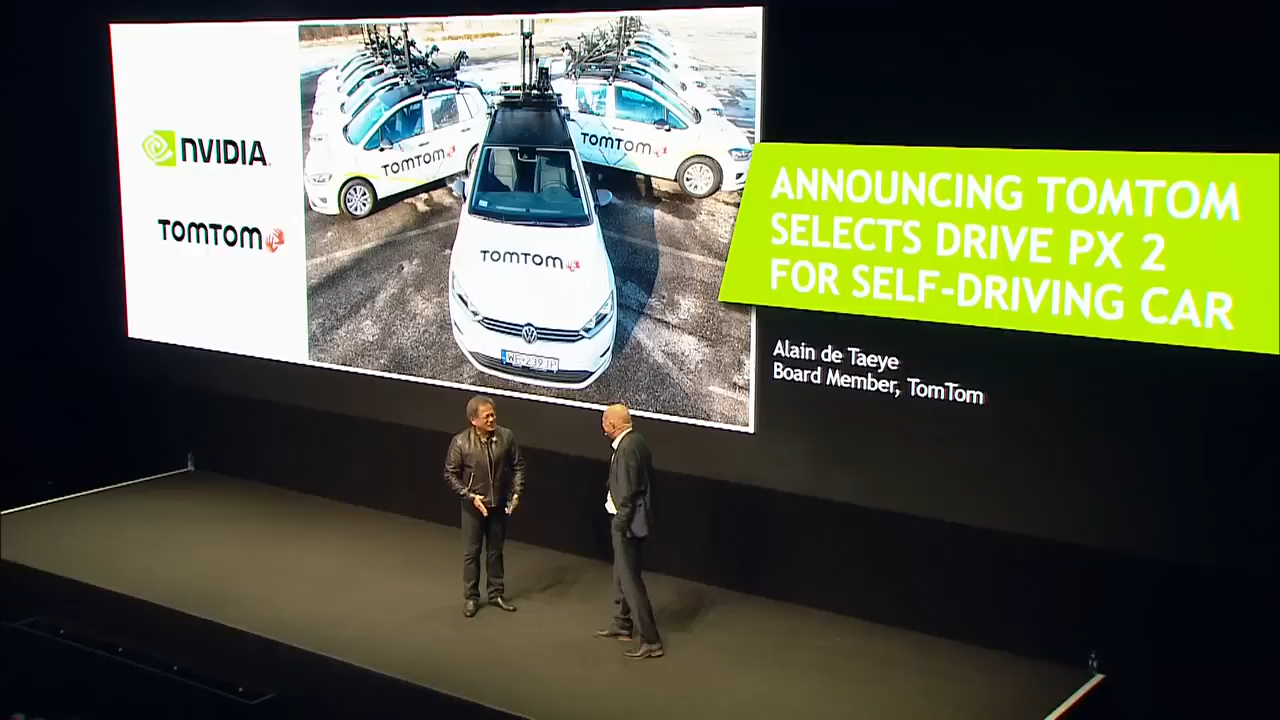 NVIDIA
TOMTOM
TOMTOM
TOMTOM
TOMTOM
ANNOUNCING TOMTOM
SELECTS DRIVE PX 2
FOR SELF-DRIVING CAR
Alain de Taeye
Board Member, TomTom